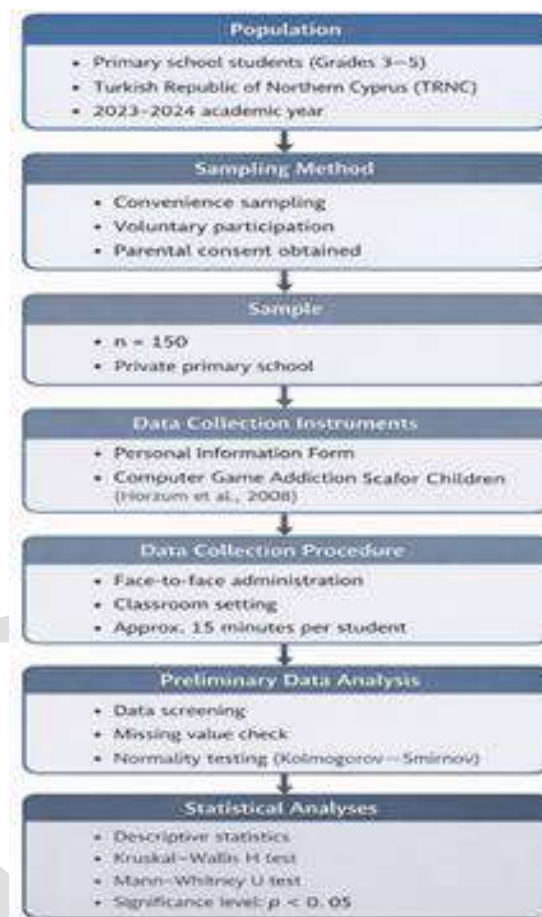 Population
• Primary school students (Grades 3–5)
• Turkish Republic of Northern Cyprus (TRNC)
• 2023–2024 academic year
Sampling Method
• Convenience sampling
• Voluntary participation
• Parental consent obtained
Sample
• n = 150
• Private primary school
Data Collection Instruments
• Personal Information Form
• Computer Game Addiction Scafor Children
(Horzum et al., 2008)
Data Collection Procedure
• Face-to-face administration
• Classroom setting
• Approx. 15 minutes per student
Preliminary Data Analysis
• Data screening
• Missing value check
• Normality testing (Kolmogorov–Smirnov)
Statistical Analyses
• Descriptive statistics
• Kruskal–Wallis H test
• Mann–Whitney U test
• Significance level: p < 0. 05